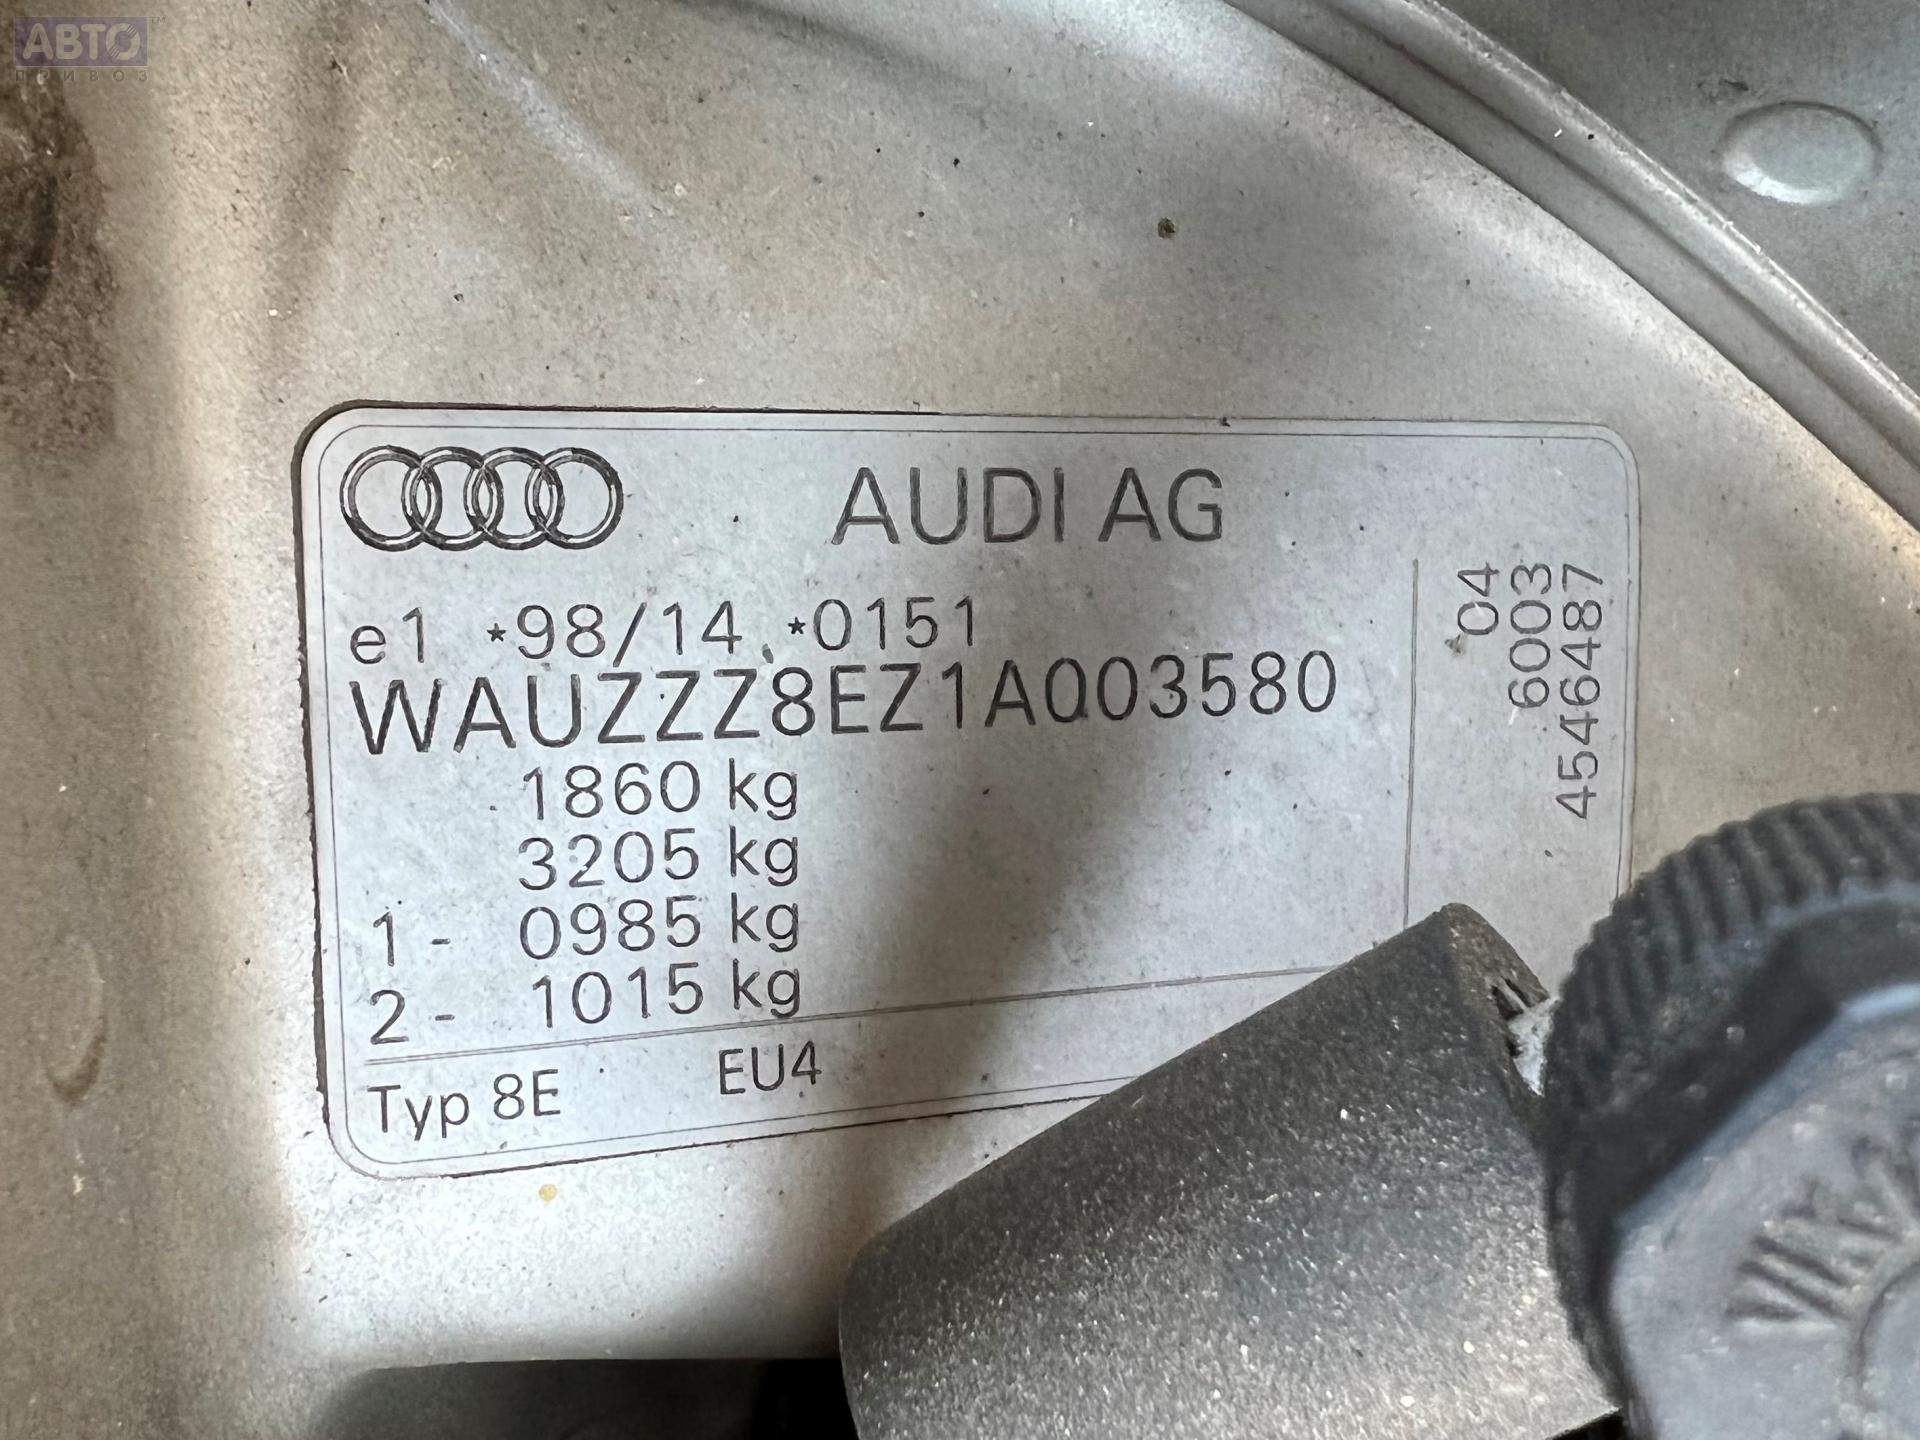 АВТО™
ПРИВОЗ
AUDI AG
e1 *98/14 *0151
WAUZZZ8EZ1A003580
1860 kg
3205 kg
1 - 0985 kg
2 - 1015 kg
Typ 8E EU4
04
6003
4546487